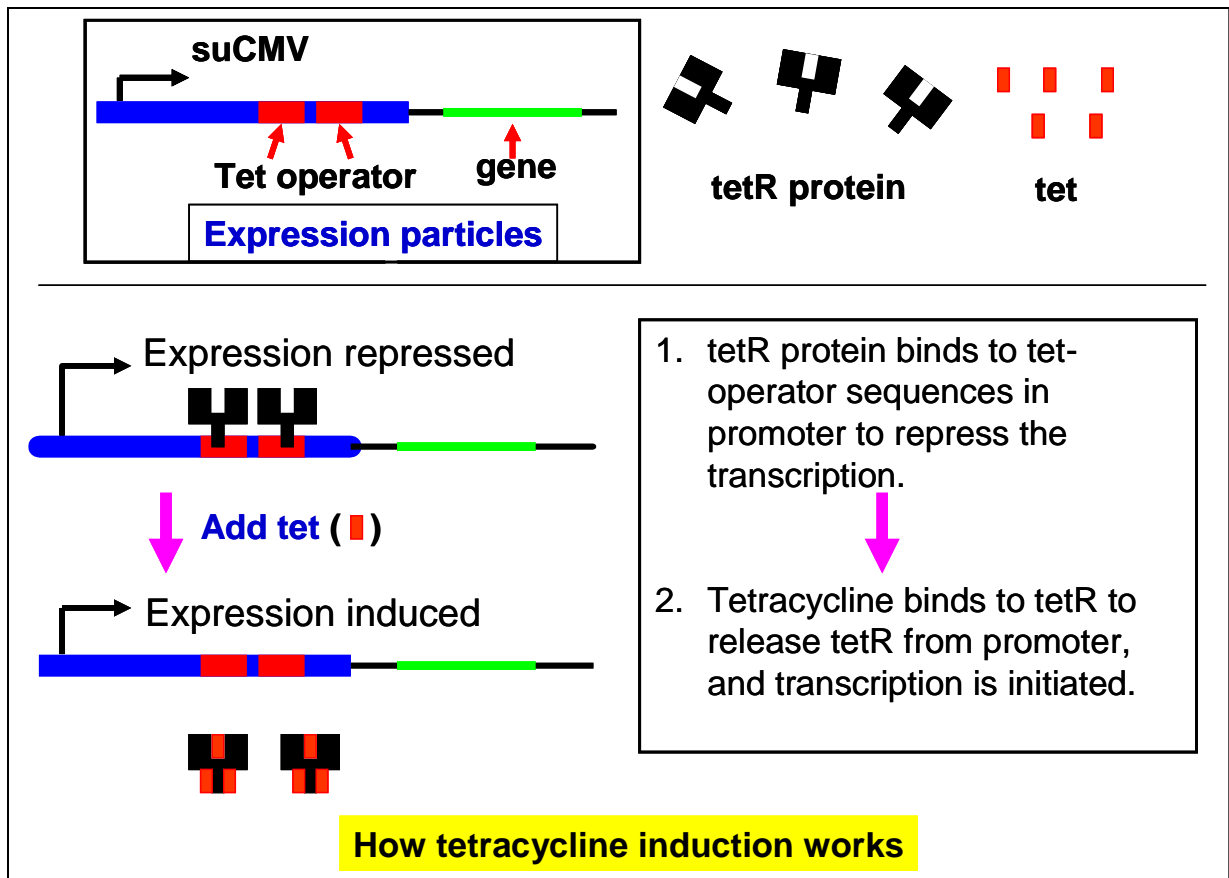 suCMV
Tet operator
gene
Expression particles
tetR protein
tet
Expression repressed
Add tet ( )
Expression induced
1. tetR protein binds to tet-
operator sequences in
promoter to repress the
transcription.
2. Tetracycline binds to tetR to
release tetR from promoter,
and transcription is initiated.
How tetracycline induction works